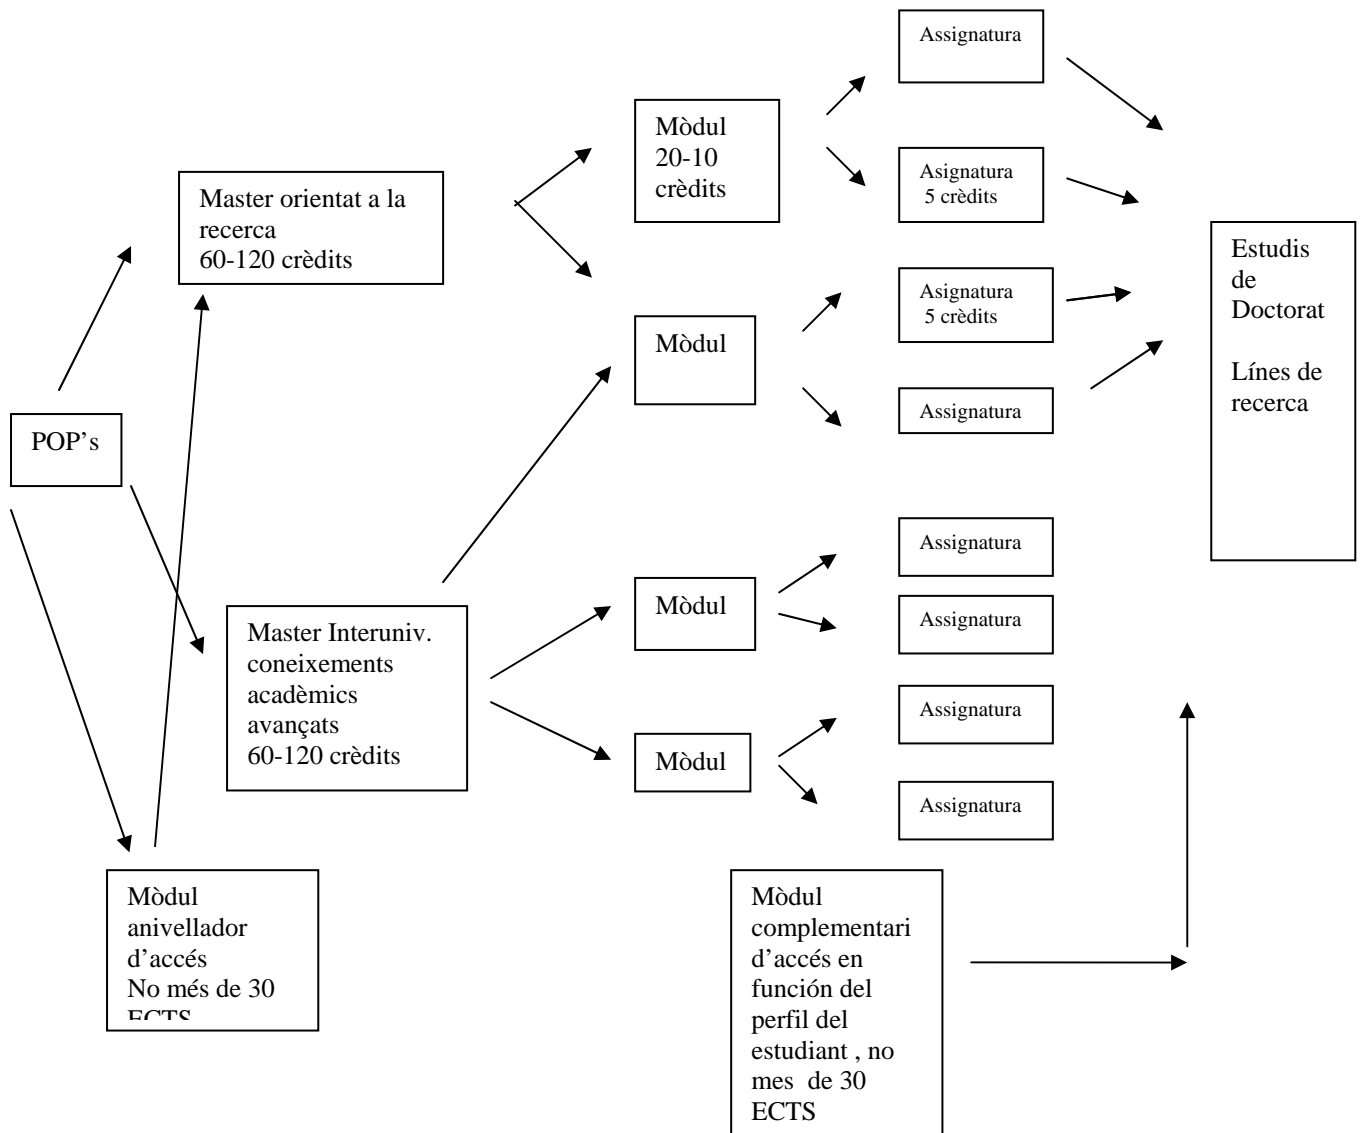 Assignatura
Mòdul
20-10
crèdits
Asignatura
5 crèdits
Master orientat a la
recerca
60-120 crèdits
Estudis
de
Doctorat
Línes de
recerca
Asignatura
5 crèdits
Mòdul
Assignatura
POP's
Assignatura
Mòdul
Assignatura
Master Interuniv.
coneixements
acadèmics
avançats
60-120 crèdits
Assignatura
Mòdul
Assignatura
Mòdul
anivellador
d'accés
No més de 30
ECTS
Mòdul
complementari
d'accés en
función del
perfil del
estudiant , no
mes de 30
ECTS